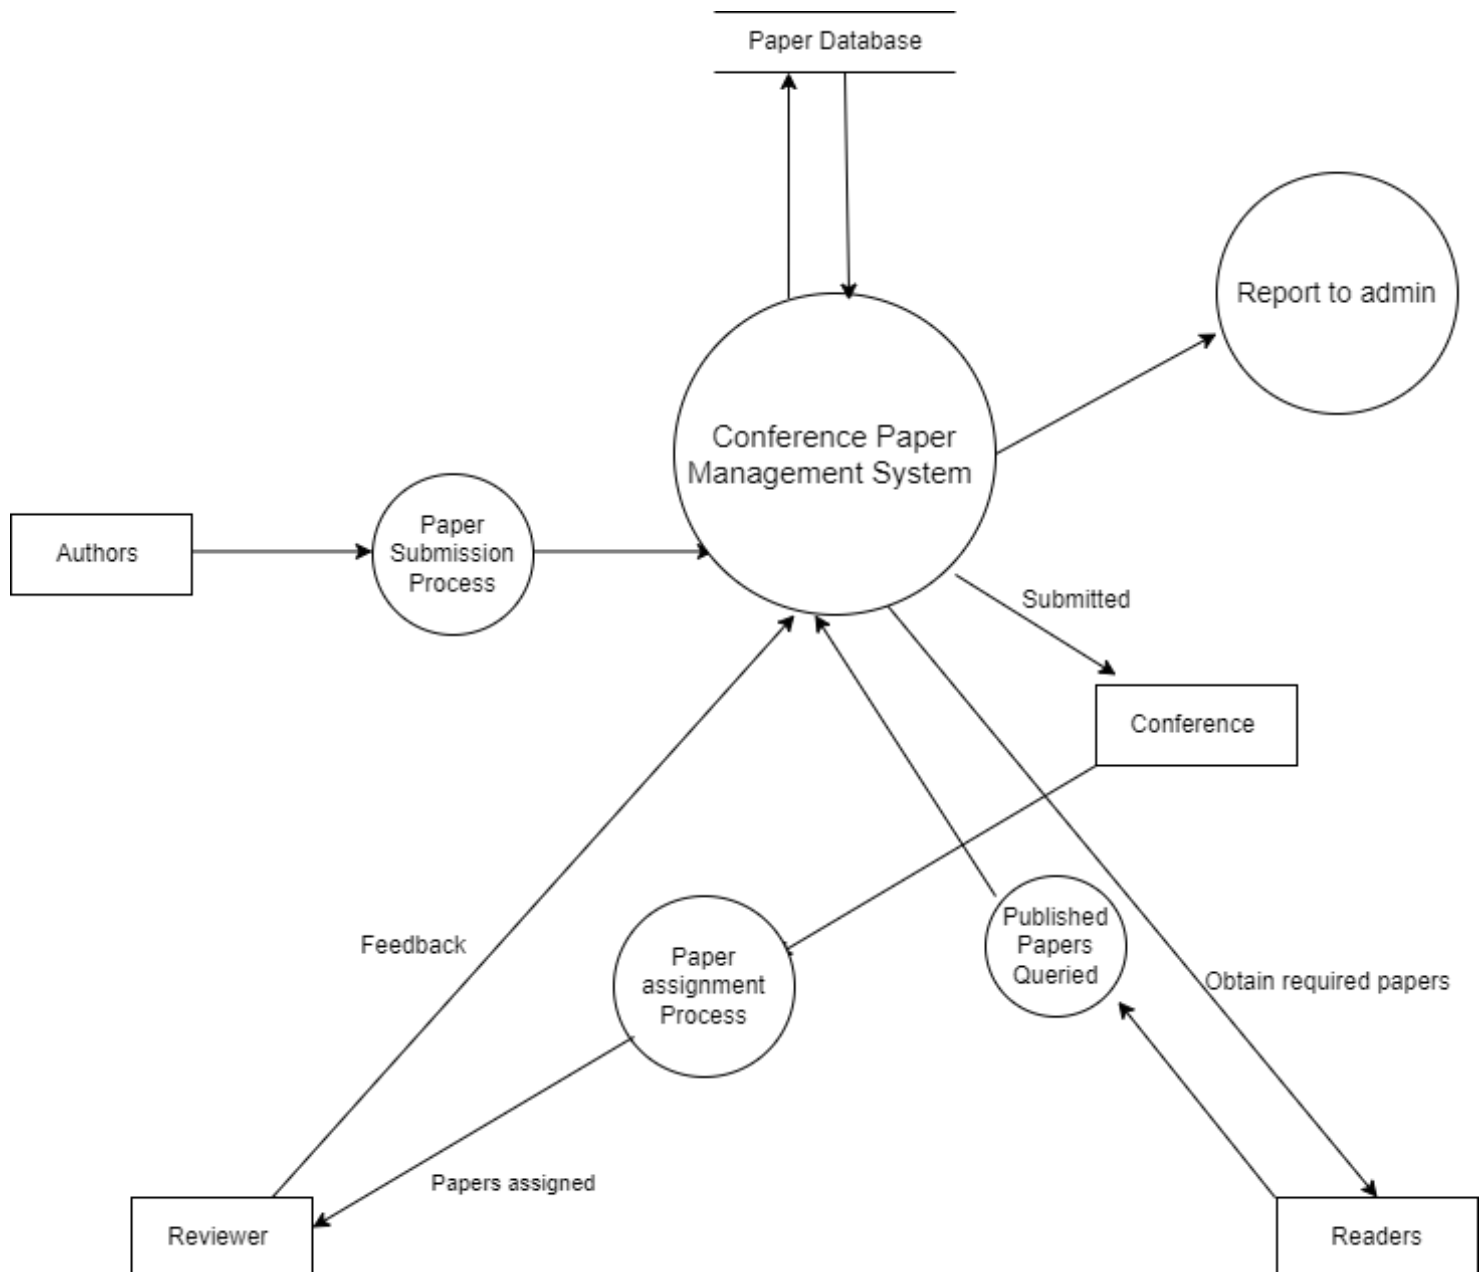 Paper Database
Report to admin
Conference Paper
Management System
Authors
Paper
Submission
Process
Submitted
Conference
Feedback
Paper
assignment
Process
Published
Papers
Queried
Obtain required papers
Papers assigned
Reviewer
Readers